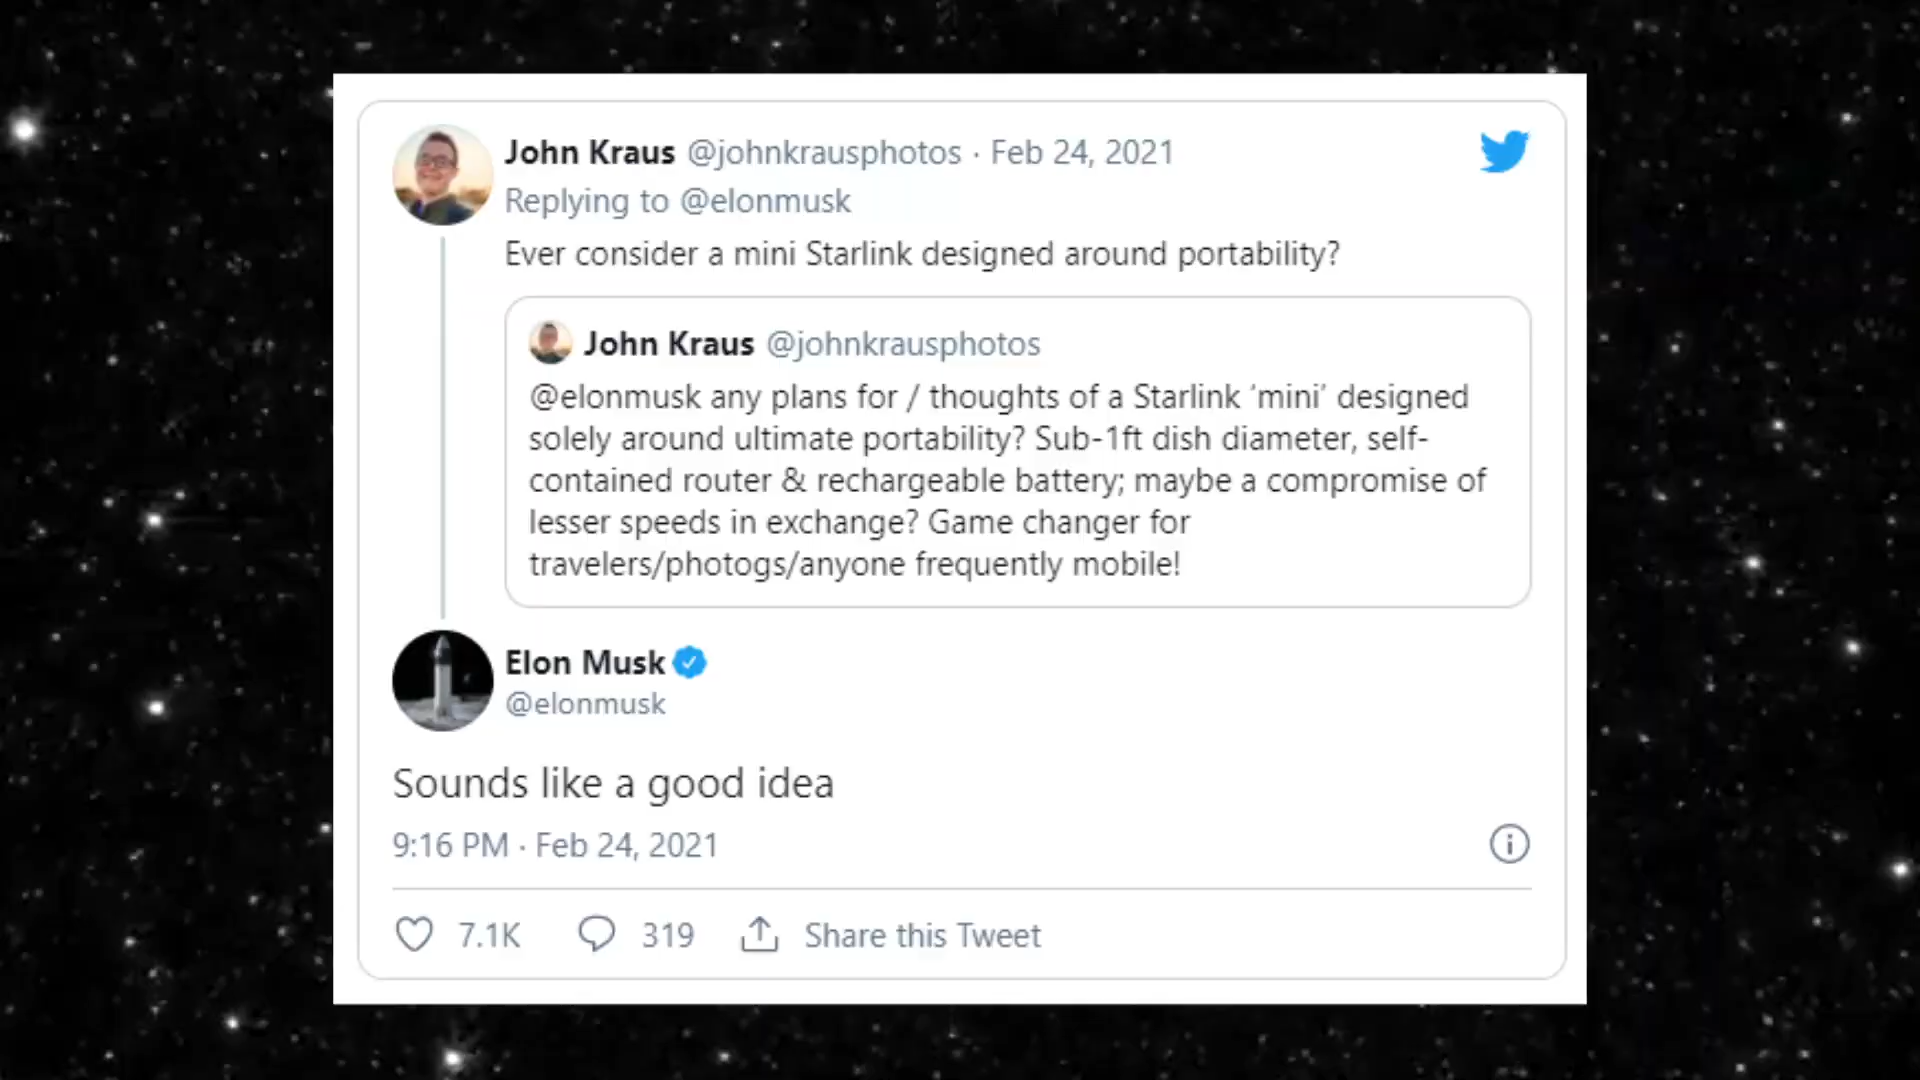 John Kraus @johnkrausphotos · Feb 24, 2021
Replying to @elonmusk
Ever consider a mini Starlink designed around portability?
John Kraus @johnkrausphotos
@elonmusk any plans for / thoughts of a Starlink ‘mini’ designed
solely around ultimate portability? Sub-1ft dish diameter, self-
contained router & rechargeable battery; maybe a compromise of
lesser speeds in exchange? Game changer for
travelers/photogs/anyone frequently mobile!
Elon Musk
@elonmusk
Sounds like a good idea
9:16 PM · Feb 24, 2021
7.1K 319 Share this Tweet